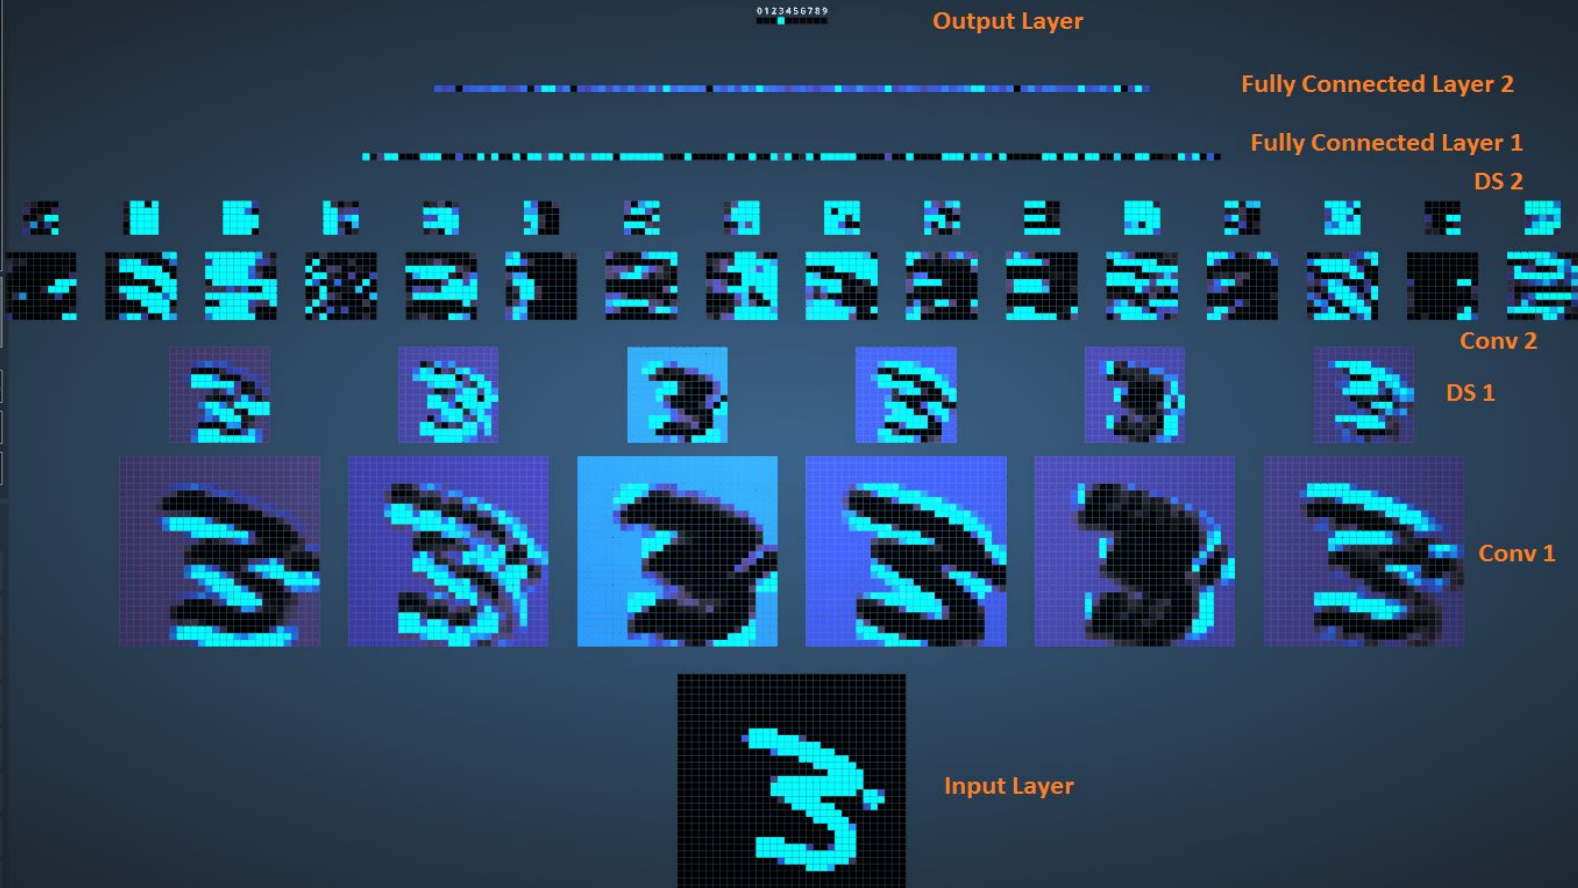 0123456789
Output Layer
Fully Connected Layer 2
Fully Connected Layer 1
DS 2
Conv 2
DS 1
Conv 1
Input Layer